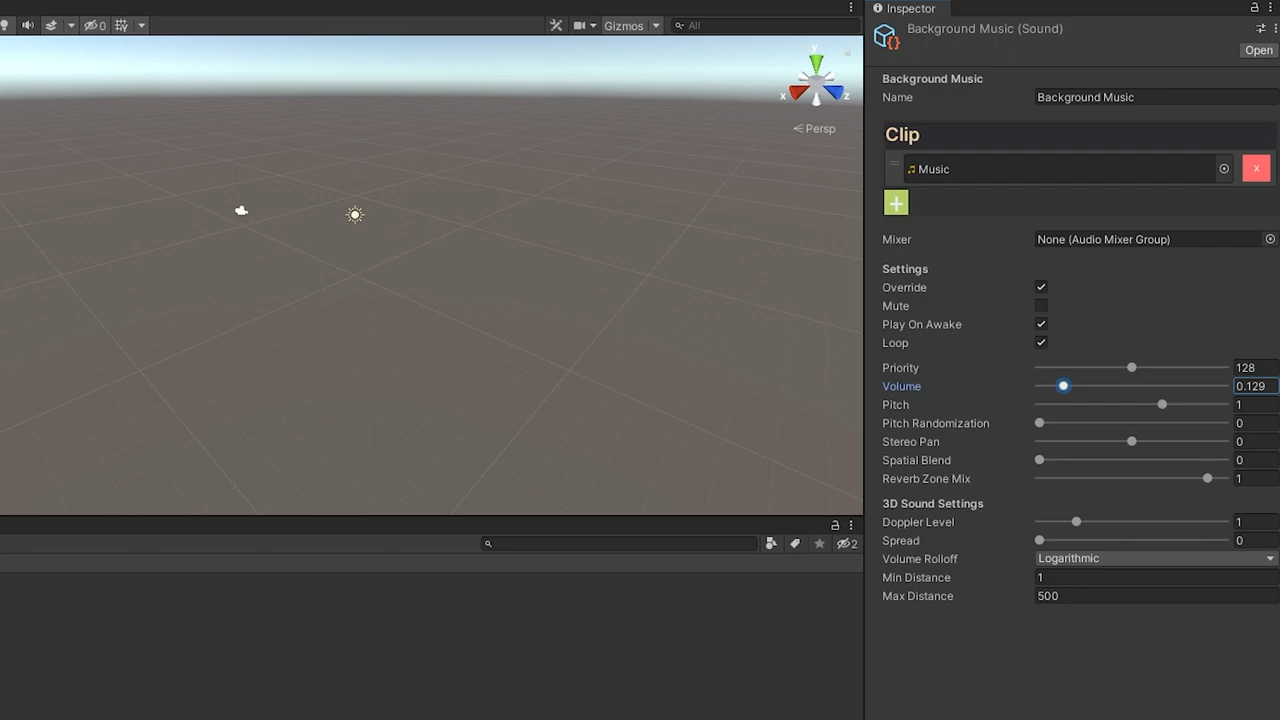 Inspector
Background Music (Sound)
Open
0
Gizmos
All
y
x
z
Persp
Background Music
Name Background Music
Clip
Music
x
Mixer None (Audio Mixer Group)
Settings
Override
Mute
Play On Awake
Loop
Priority 128
Volume 0.129
Pitch 1
Pitch Randomization 0
Stereo Pan 0
Spatial Blend 0
Reverb Zone Mix 1
3D Sound Settings
Doppler Level 1
Spread 0
Volume Rolloff Logarithmic
Min Distance 1
Max Distance 500
2